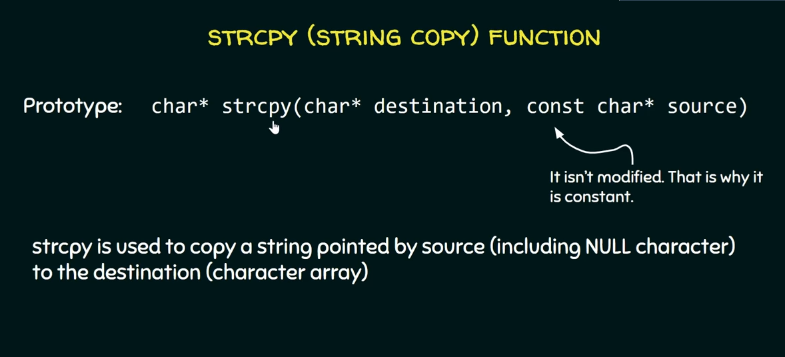 STRCPY (STRING COPY) FUNCTION
Prototype: char* strcpy(char* destination, const char* source)
It isn't modified. That is why it
is constant.
strcpy is used to copy a string pointed by source (including NULL character)
to the destination (character array)